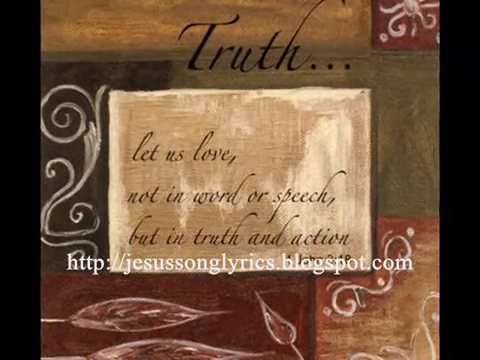 Truth...
let us love,
not in word or speech,
but in truth and action
http://jesussonglyrics.blogspot.com